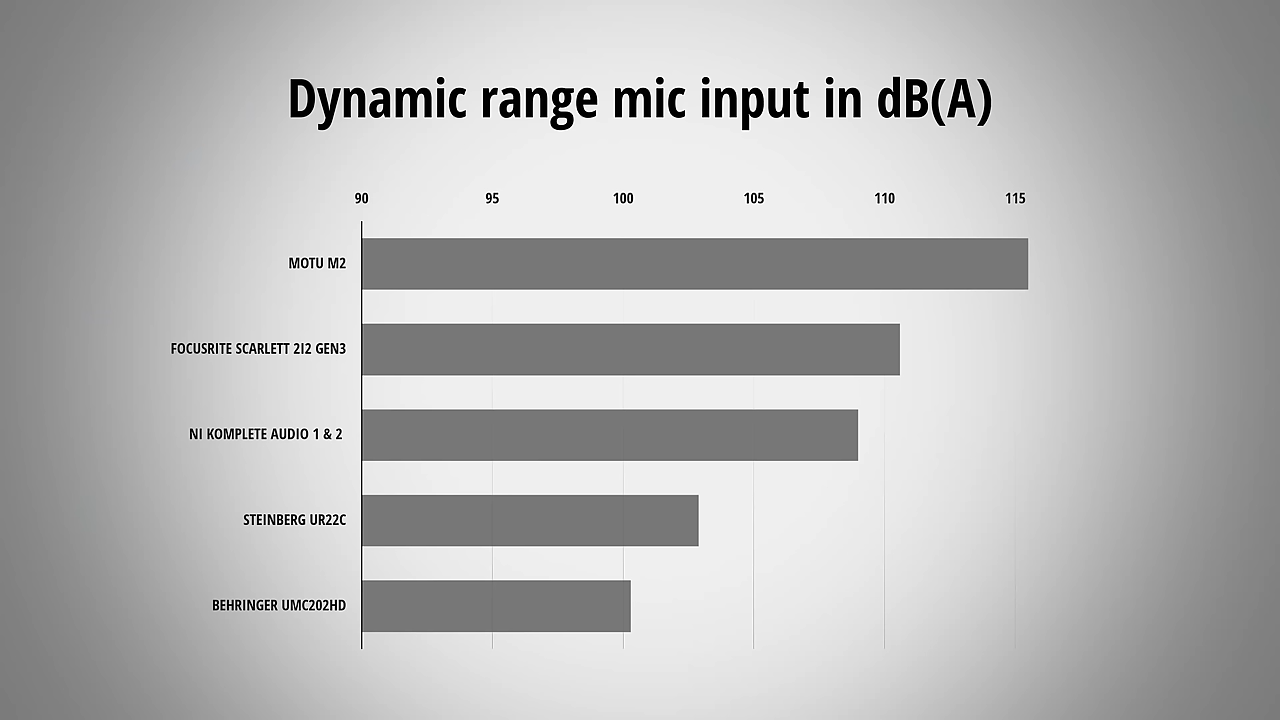 Dynamic range mic input in dB(A)
90 95 100 105 110 115
MOTU M2
FOCUSRITE SCARLETT 2I2 GEN3
NI KOMPLETE AUDIO 1 & 2
STEINBERG UR22C
BEHRINGER UMC202HD